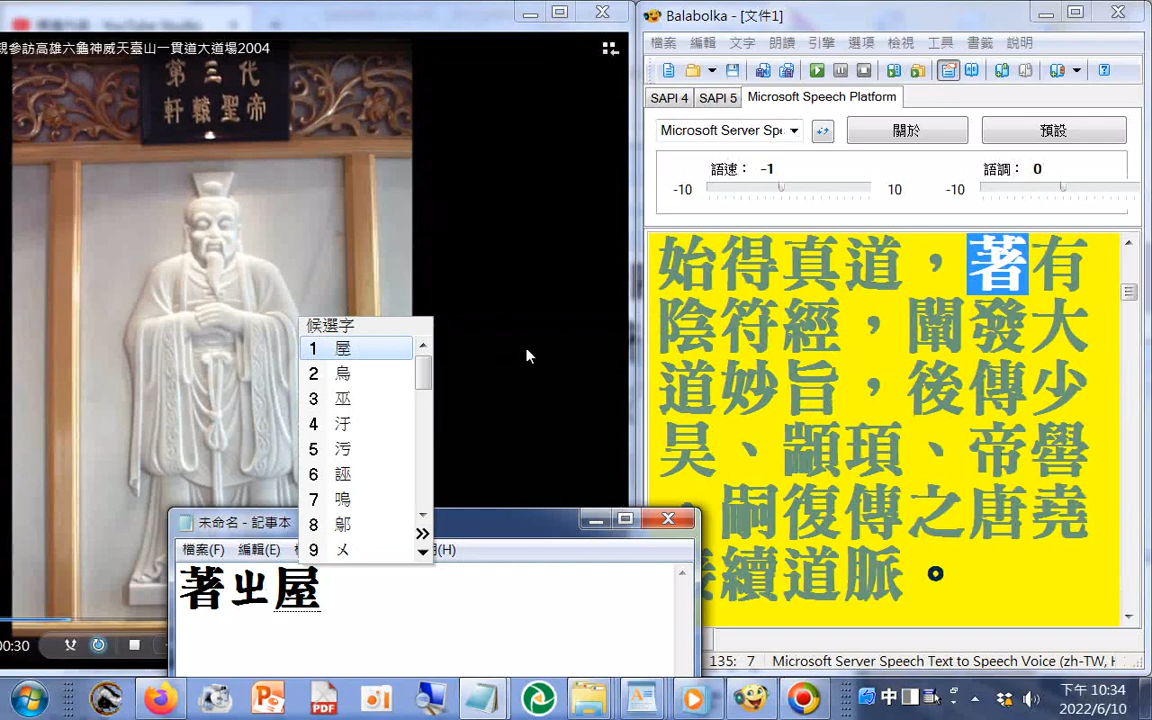 親參訪高雄六龜神威天臺山一貫道大道場2004
第三代
軒轅聖帝
00:30
候選字
1 屋
2 烏
3 巫
4 汙
5 污
6 誣
7 嗚
8 鄔
9 ㄨ
未命名 - 記事本
檔案(F) 編輯(E) (H)
著ㄓ屋
Balabolka - [文件1]
檔案 編輯 文字 朗讀 引擎 選項 檢視 工具 書籤 說明
SAPI 4 SAPI 5 Microsoft Speech Platform
Microsoft Server Spe 關於 預設
語速： -1 語調： 0
-10 10 -10
始得真道，著有
陰符經，闡發大
道妙旨，後傳少
昊、顓頊、帝嚳
，嗣復傳之唐堯
接續道脈。
135: 7 Microsoft Server Speech Text to Speech Voice (zh-TW, H
中
下午 10:34
2022/6/10